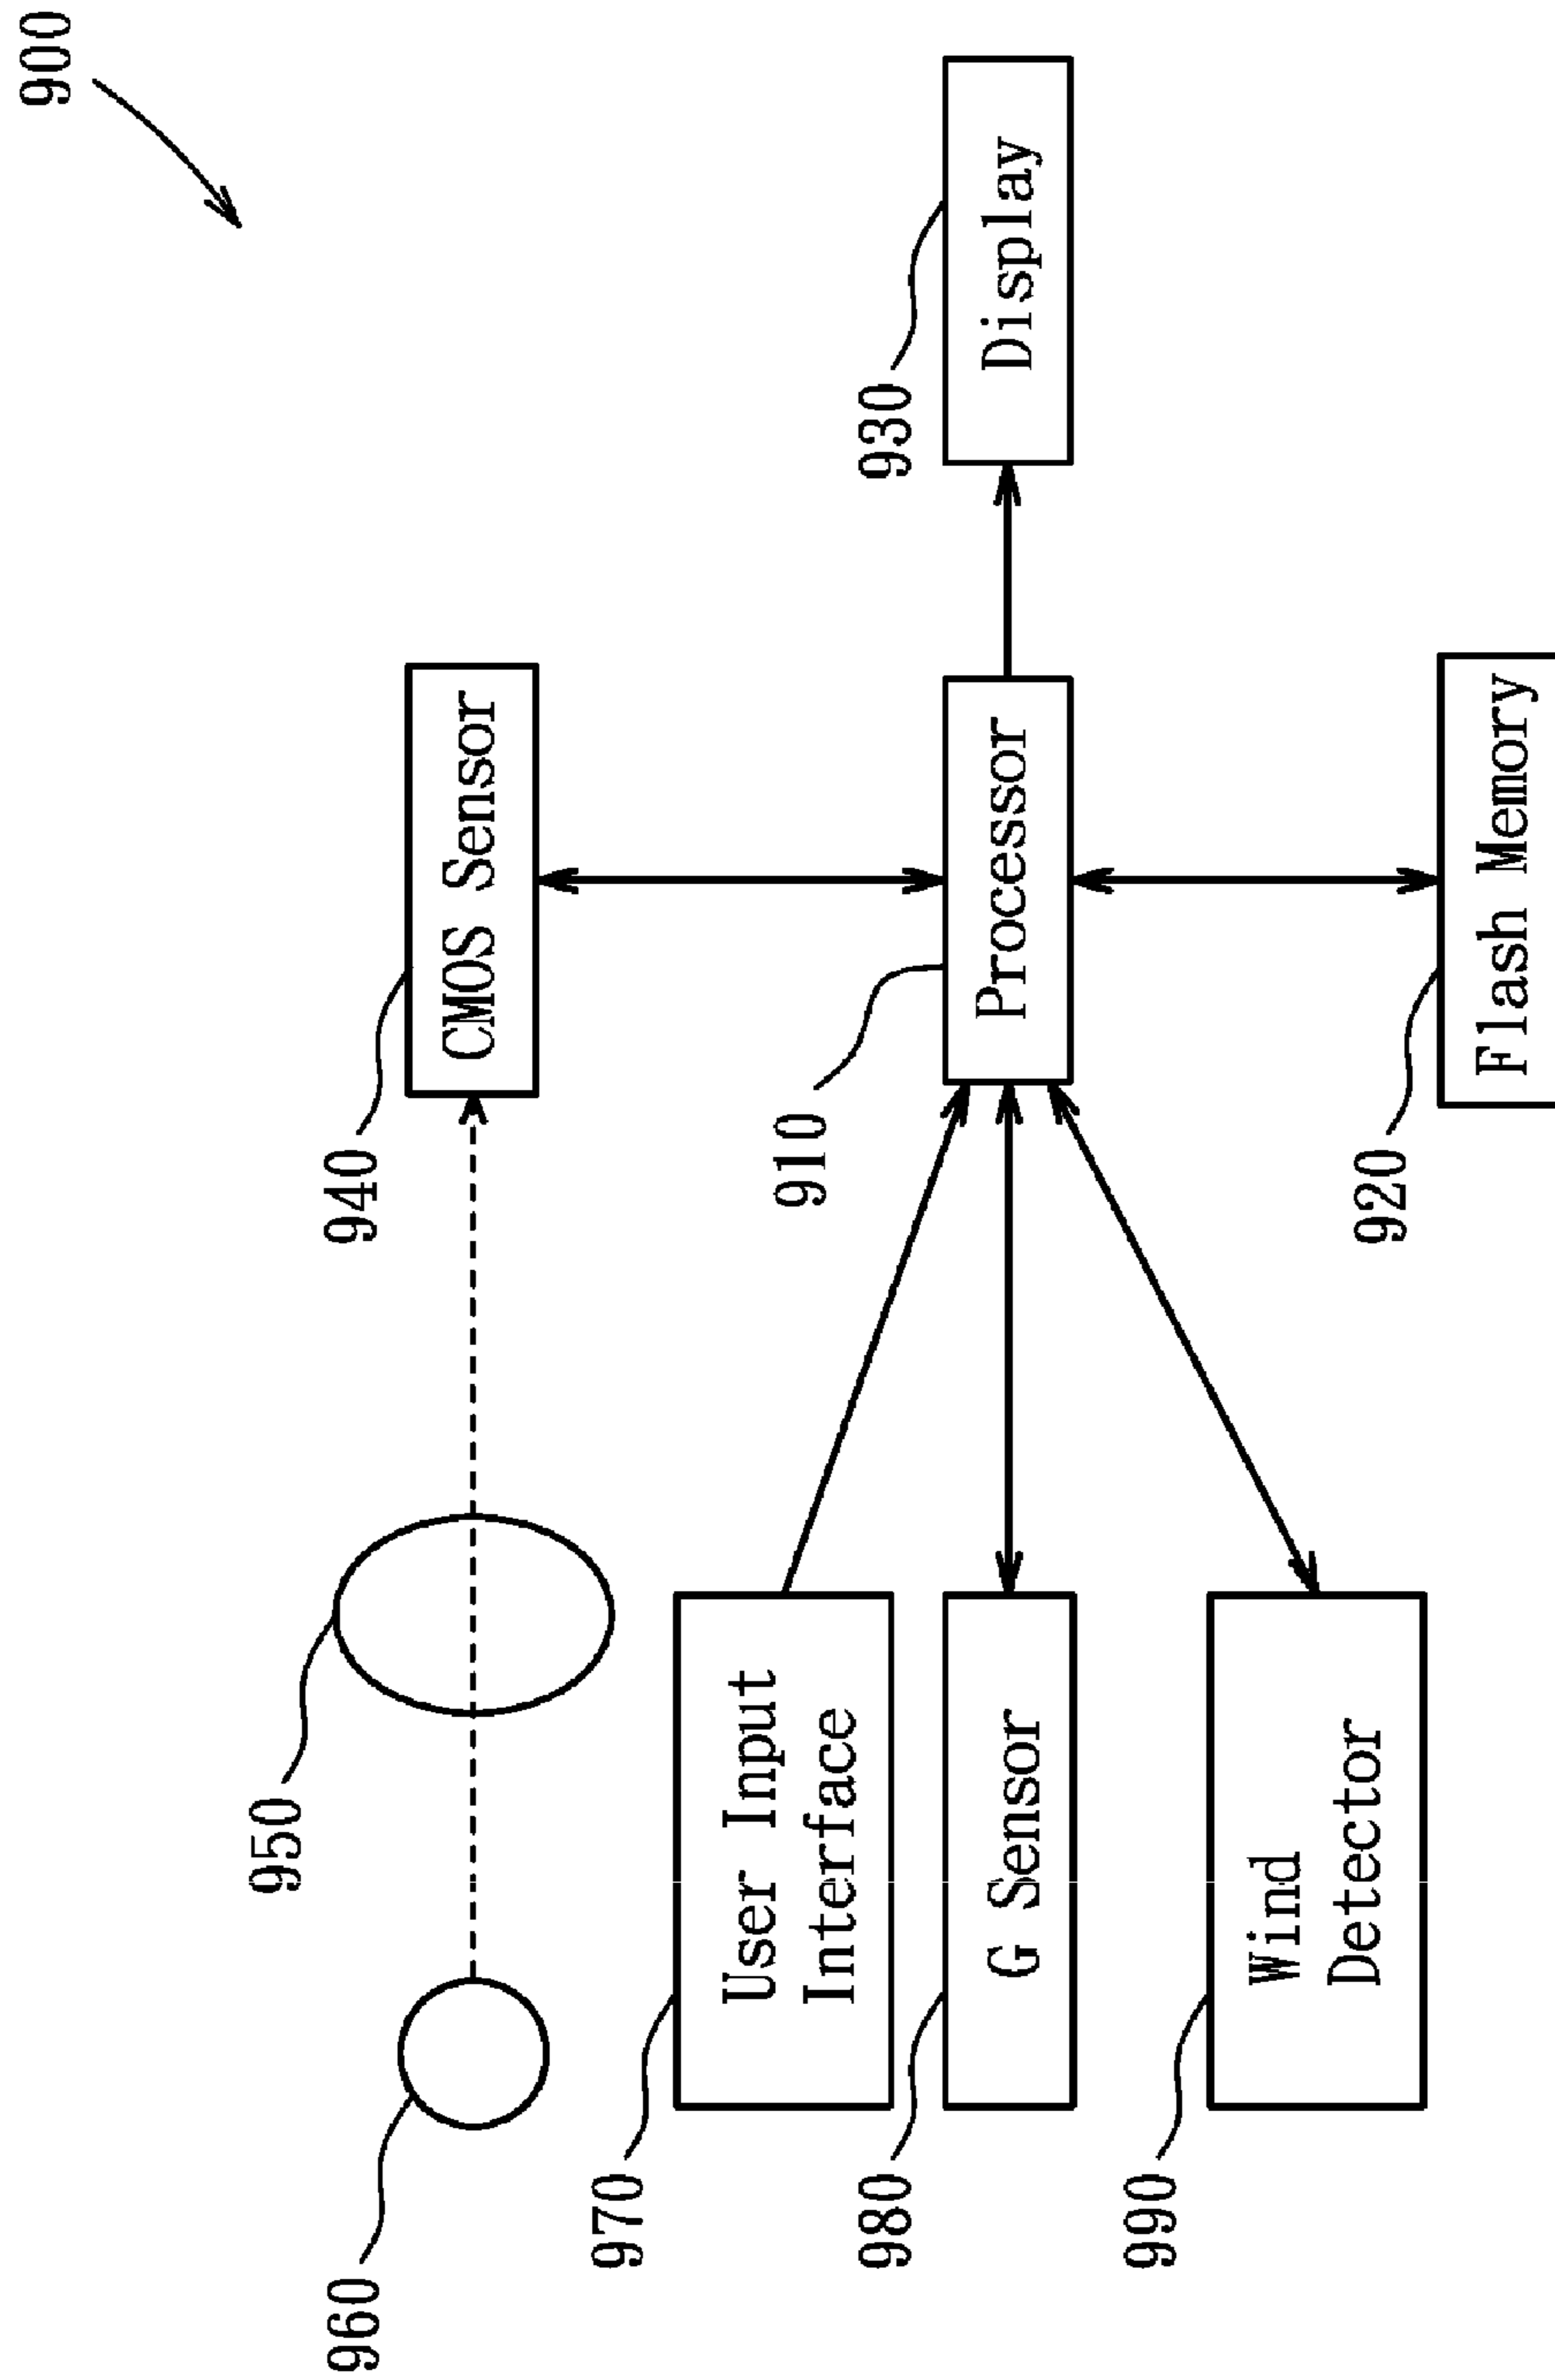 900
960
950
940
CMOS Sensor
970
User Input
Interface
910
Processor
930
Display
980
G Sensor
990
Wind
Detector
920
Flash Memory